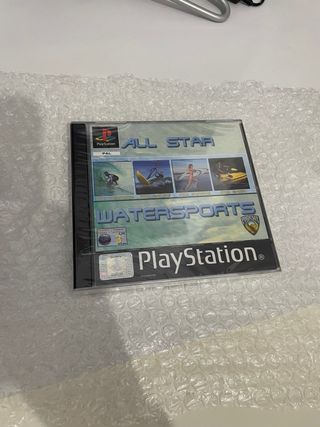 PlayStation
PAL
ALL STAR
WATERSPORTS
PlayStation®